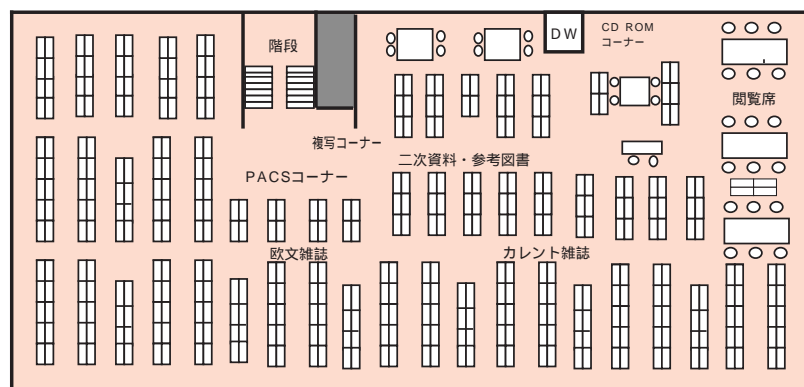 階段
DW
CD ROM
コーナー
閲覧席
複写コーナー
二次資料・参考図書
PACSコーナー
欧文雑誌
カレント雑誌